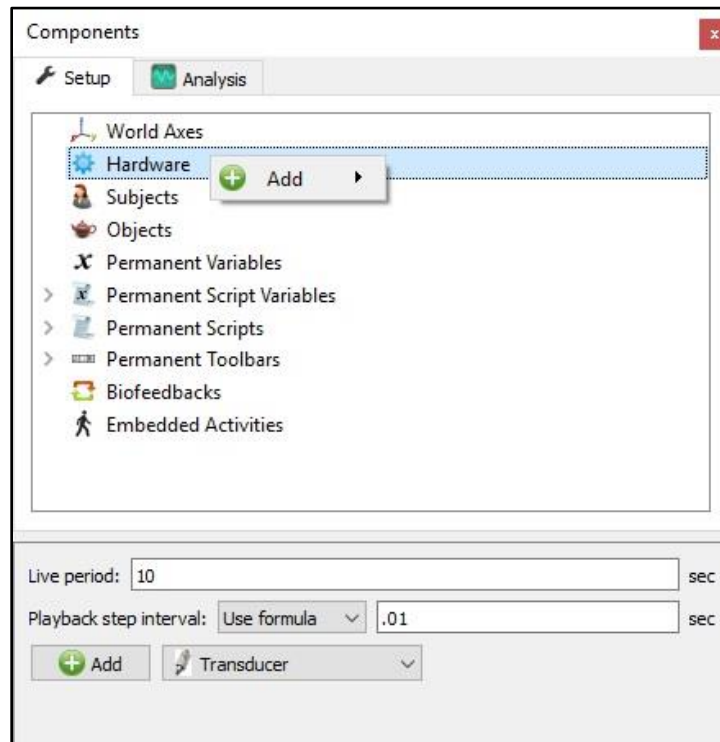 Components
x
Setup
Analysis
World Axes
Hardware
Add
Subjects
Objects
x Permanent Variables
Permanent Script Variables
Permanent Scripts
Permanent Toolbars
Biofeedbacks
Embedded Activities
Live period: 10 sec
Playback step interval: Use formula .01 sec
Add Transducer